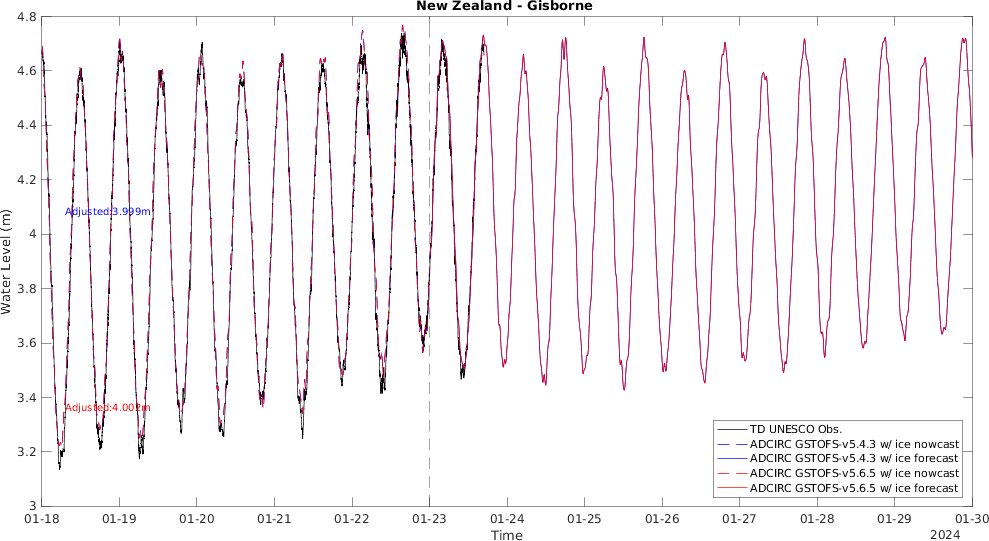 New Zealand - Gisborne
Water Level (m)
4.8
4.6
4.4
4.2
4
3.8
3.6
3.4
3.2
3
Adjusted:3.999m
Adjusted:4.002m
TD UNESCO Obs.
ADCIRC GSTOFS-v5.4.3 w/ ice nowcast
ADCIRC GSTOFS-v5.4.3 w/ ice forecast
ADCIRC GSTOFS-v5.6.5 w/ ice nowcast
ADCIRC GSTOFS-v5.6.5 w/ ice forecast
01-18 01-19 01-20 01-21 01-22 01-23 01-24 01-25 01-26 01-27 01-28 01-29 01-30
Time
2024